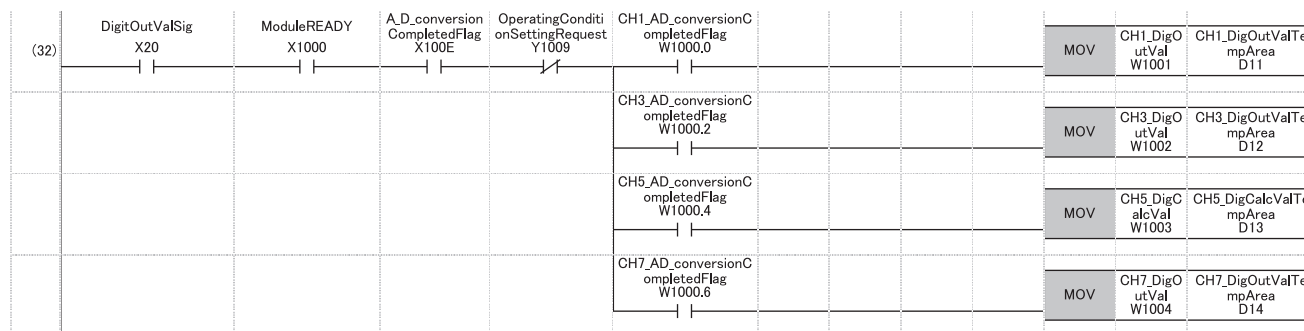 (32)
DigitOutValSig
X20
ModuleREADY
X1000
A_D_conversion
CompletedFlag
X100E
OperatingConditi
onSettingRequest
Y1009
CH1_AD_conversionC
ompletedFlag
W1000.0
MOV
CH1_DigO
utVal
W1001
CH1_DigOutValTe
mpArea
D11
CH3_AD_conversionC
ompletedFlag
W1000.2
MOV
CH3_DigO
utVal
W1002
CH3_DigOutValTe
mpArea
D12
CH5_AD_conversionC
ompletedFlag
W1000.4
MOV
CH5_DigC
alcVal
W1003
CH5_DigCalcValTe
mpArea
D13
CH7_AD_conversionC
ompletedFlag
W1000.6
MOV
CH7_DigO
utVal
W1004
CH7_DigOutValTe
mpArea
D14